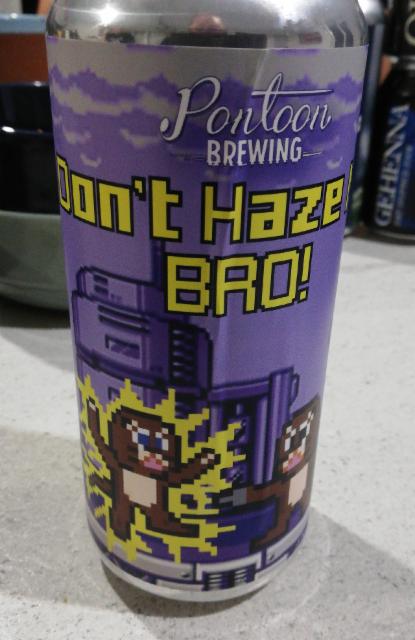 Pontoon
BREWING
Don't Haze
BRO!
GEHENNA